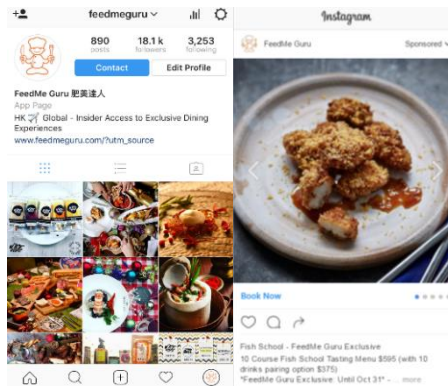 feedmeguru
890
posts
18.1 k
followers
3,253
following
Contact
Edit Profile
FeedMe Guru 肥美達人
App Page
HK Global - Insider Access to Exclusive Dining
Experiences
www.feedmeguru.com/?utm_source
Instagram
FeedMe Guru
Sponsored
Book Now
Fish School - FeedMe Guru Exclusive
10 Course Fish School Tasting Menu $595 (with 10
drinks pairing option $375)
*FeedMe Guru Exclusive: Until Oct 31st - ... more